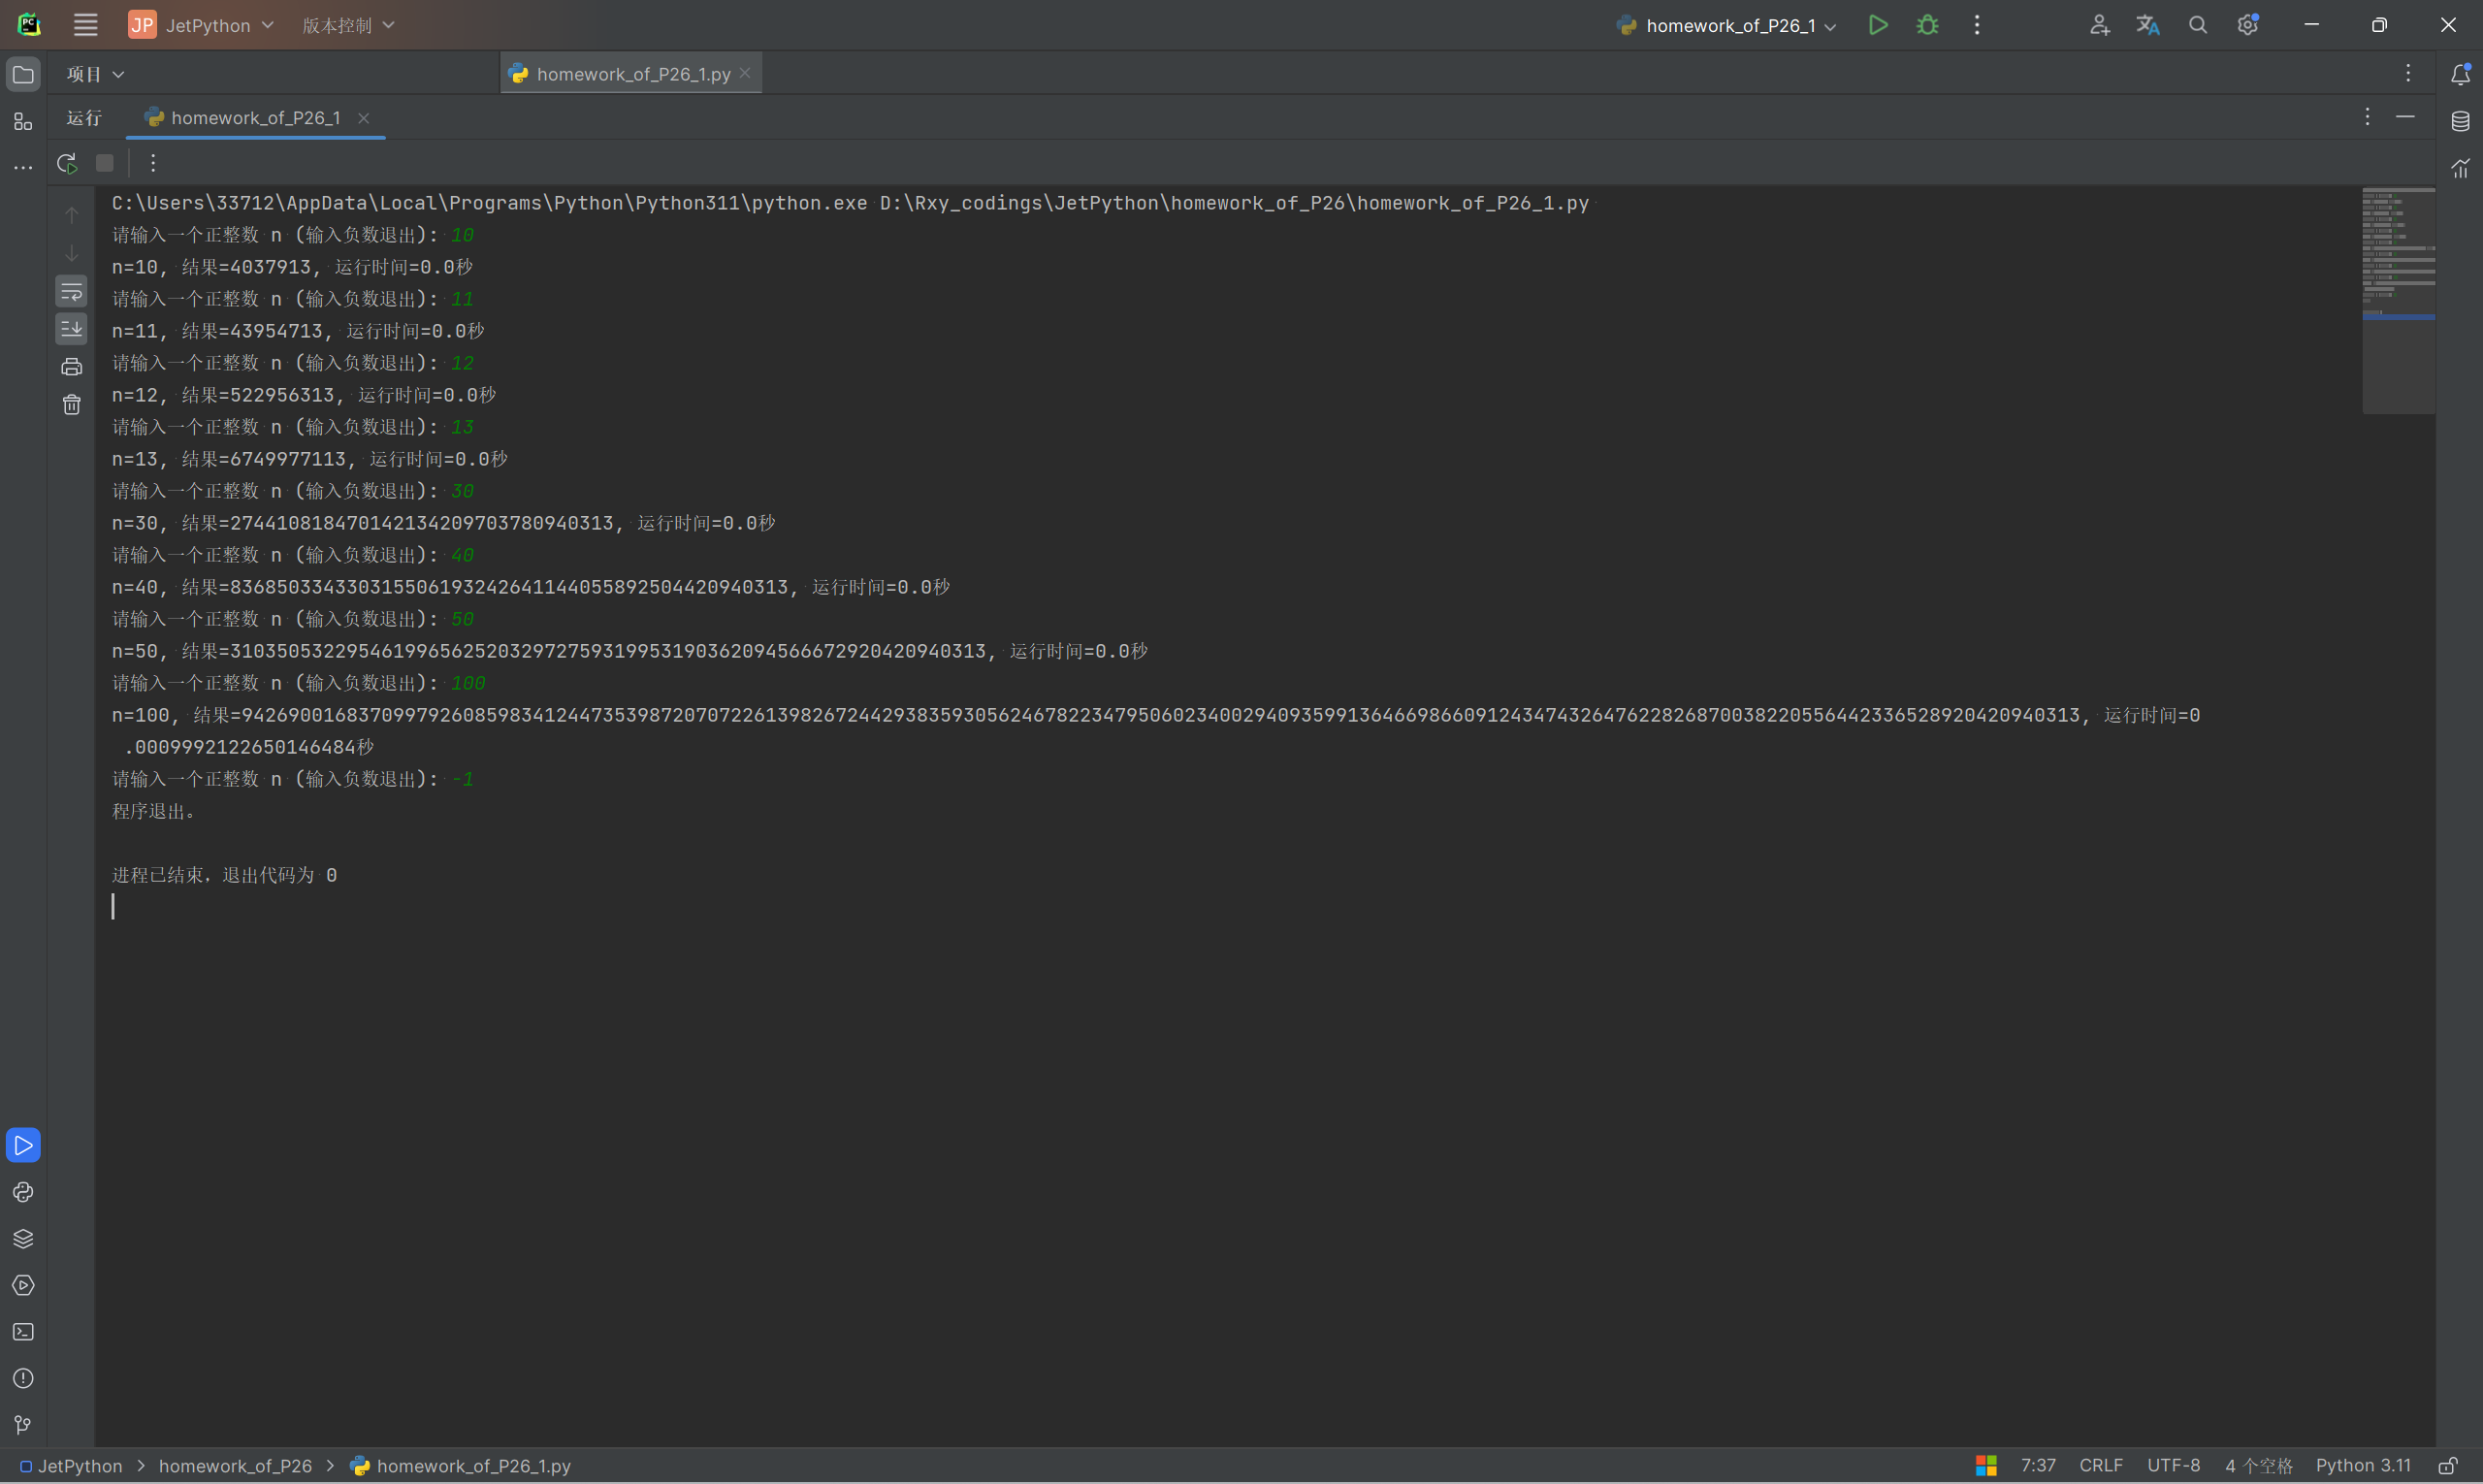 PC
JP JetPython 版本控制 homework_of_P26_1
项目 homework_of_P26_1.py
运行 homework_of_P26_1
C:\Users\33712\AppData\Local\Programs\Python\Python311\python.exe D:\Rxy_codings\JetPython\homework_of_P26\homework_of_P26_1.py
请输入一个正整数 n (输入负数退出): 10
n=10, 结果=4037913, 运行时间=0.0秒
请输入一个正整数 n (输入负数退出): 11
n=11, 结果=43954713, 运行时间=0.0秒
请输入一个正整数 n (输入负数退出): 12
n=12, 结果=522956313, 运行时间=0.0秒
请输入一个正整数 n (输入负数退出): 13
n=13, 结果=6749977113, 运行时间=0.0秒
请输入一个正整数 n (输入负数退出): 30
n=30, 结果=274410818470142134209703780940313, 运行时间=0.0秒
请输入一个正整数 n (输入负数退出): 40
n=40, 结果=836850334330315506193242641144055892504420940313, 运行时间=0.0秒
请输入一个正整数 n (输入负数退出): 50
n=50, 结果=31035053229546199656252032972759319953190362094566672920420940313, 运行时间=0.0秒
请输入一个正整数 n (输入负数退出): 100
n=100, 结果=94269001683709979260859834124473539872070722613982672442938359305624678223479506023400294093599136466986609124347432647622826870038220556442336528920420940313, 运行时间=0
.0009992122650146484秒
请输入一个正整数 n (输入负数退出): -1
程序退出。
进程已结束，退出代码为 0
JetPython > homework_of_P26 > homework_of_P26_1.py 7:37 CRLF UTF-8 4 个空格 Python 3.11